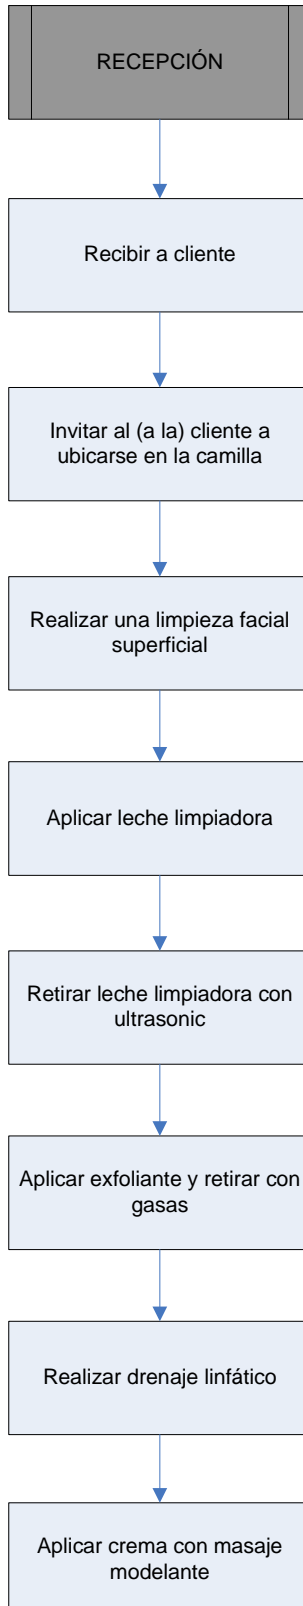 RECEPCIÓN
Recibir a cliente
Invitar al (a la) cliente a
ubicarse en la camilla
Realizar una limpieza facial
superficial
Aplicar leche limpiadora
Retirar leche limpiadora con
ultrasonic
Aplicar exfoliante y retirar con
gasas
Realizar drenaje linfático
Aplicar crema con masaje
modelante